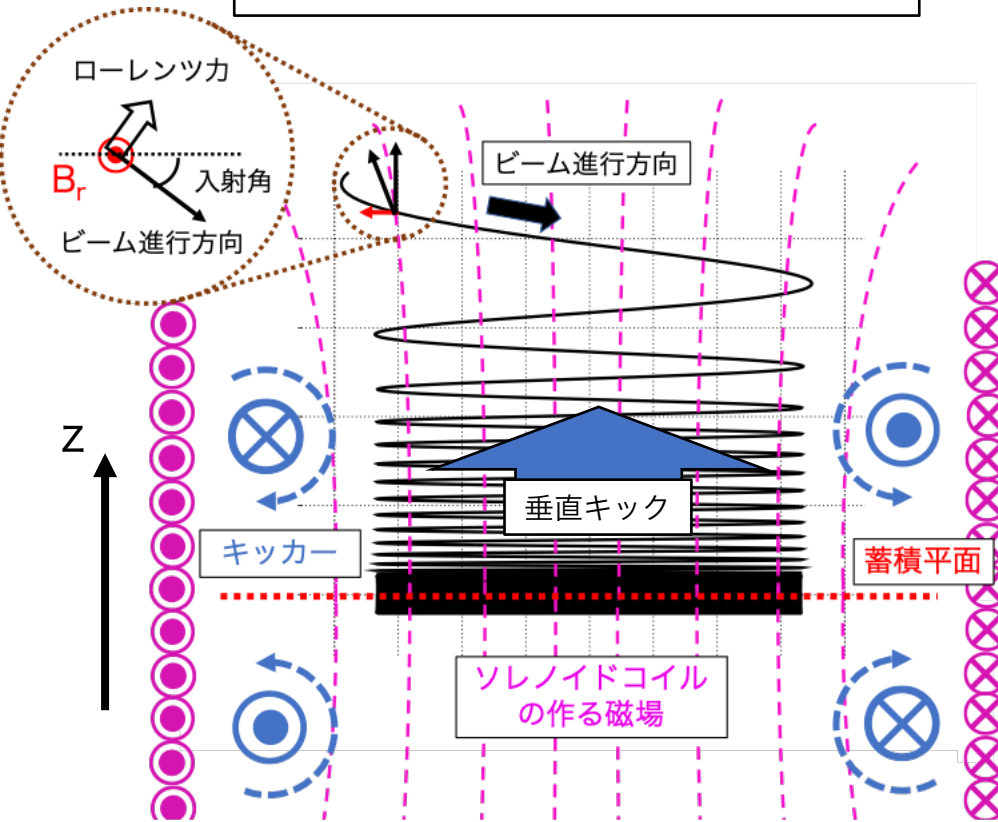 ローレンツ力
Br
入射角
ビーム進行方向
ビーム進行方向
z
垂直キック
キッカー
蓄積平面
ソレノイドコイル
の作る磁場